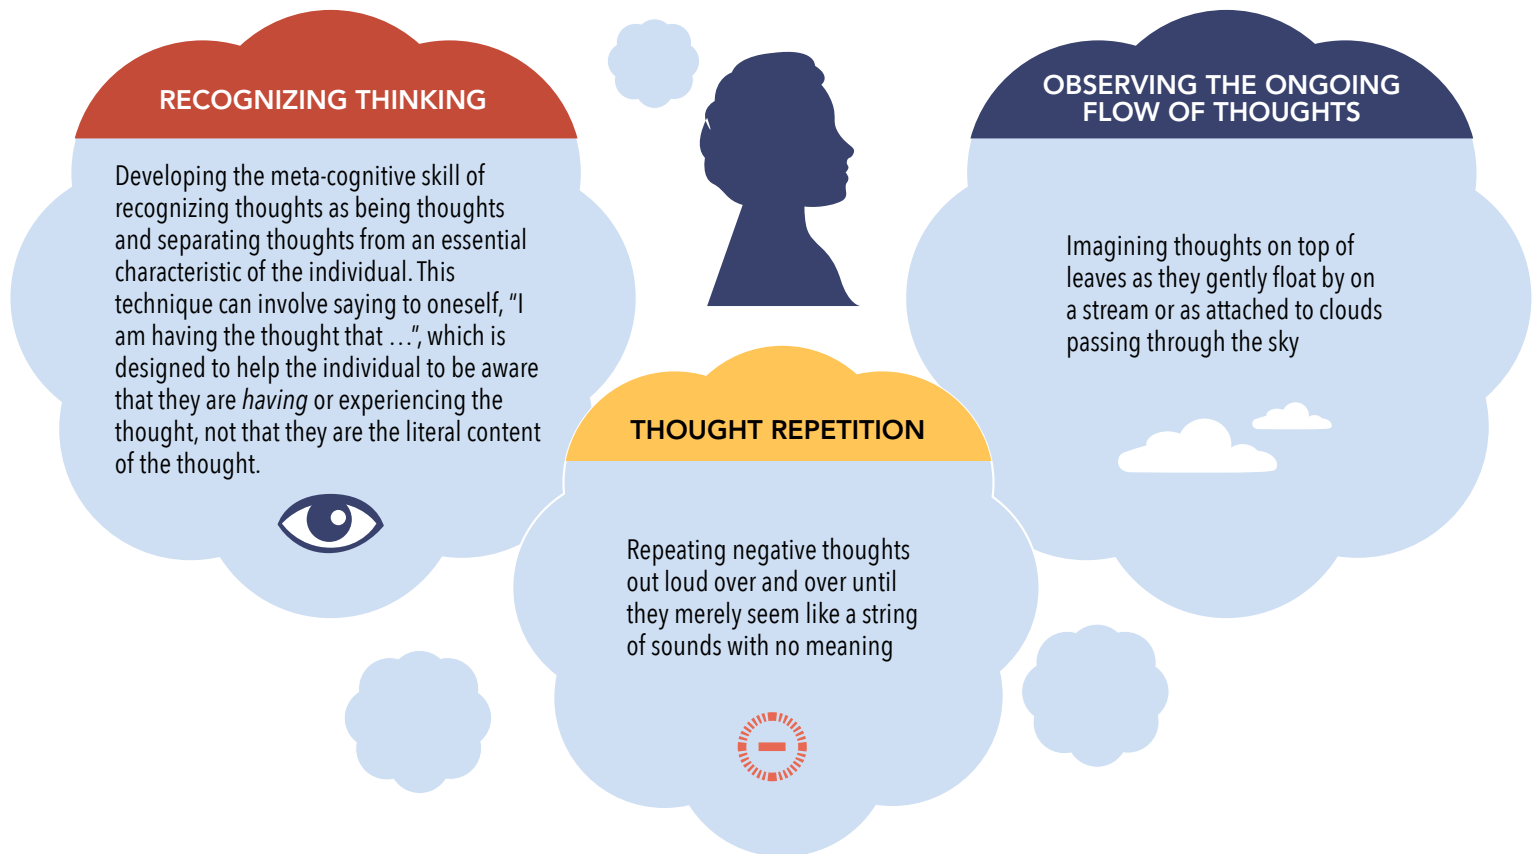 RECOGNIZING THINKING
Developing the meta-cognitive skill of
recognizing thoughts as being thoughts
and separating thoughts from an essential
characteristic of the individual. This
technique can involve saying to oneself, “I
am having the thought that …”, which is
designed to help the individual to be aware
that they are having or experiencing the
thought, not that they are the literal content
of the thought.
THOUGHT REPETITION
Repeating negative thoughts
out loud over and over until
they merely seem like a string
of sounds with no meaning
OBSERVING THE ONGOING
FLOW OF THOUGHTS
Imagining thoughts on top of
leaves as they gently float by on
a stream or as attached to clouds
passing through the sky